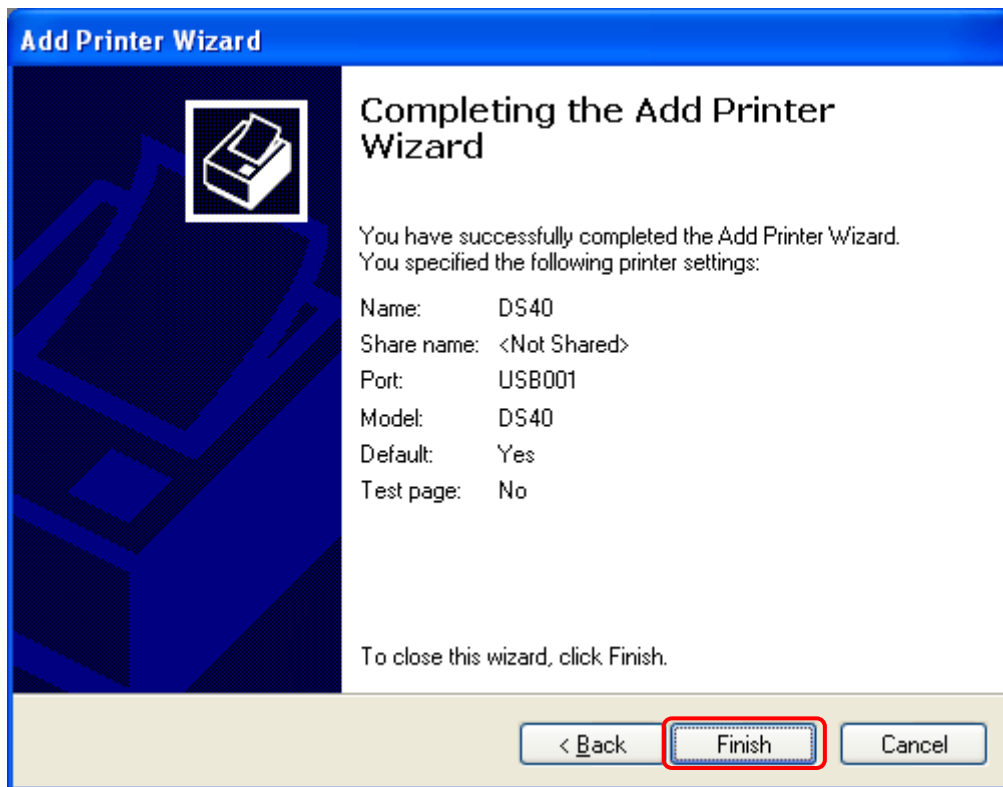 Add Printer Wizard
Completing the Add Printer
Wizard
You have successfully completed the Add Printer Wizard.
You specified the following printer settings:
Name: DS40
Share name: <Not Shared>
Port: USB001
Model: DS40
Default: Yes
Test page: No
To close this wizard, click Finish.
< Back Finish Cancel